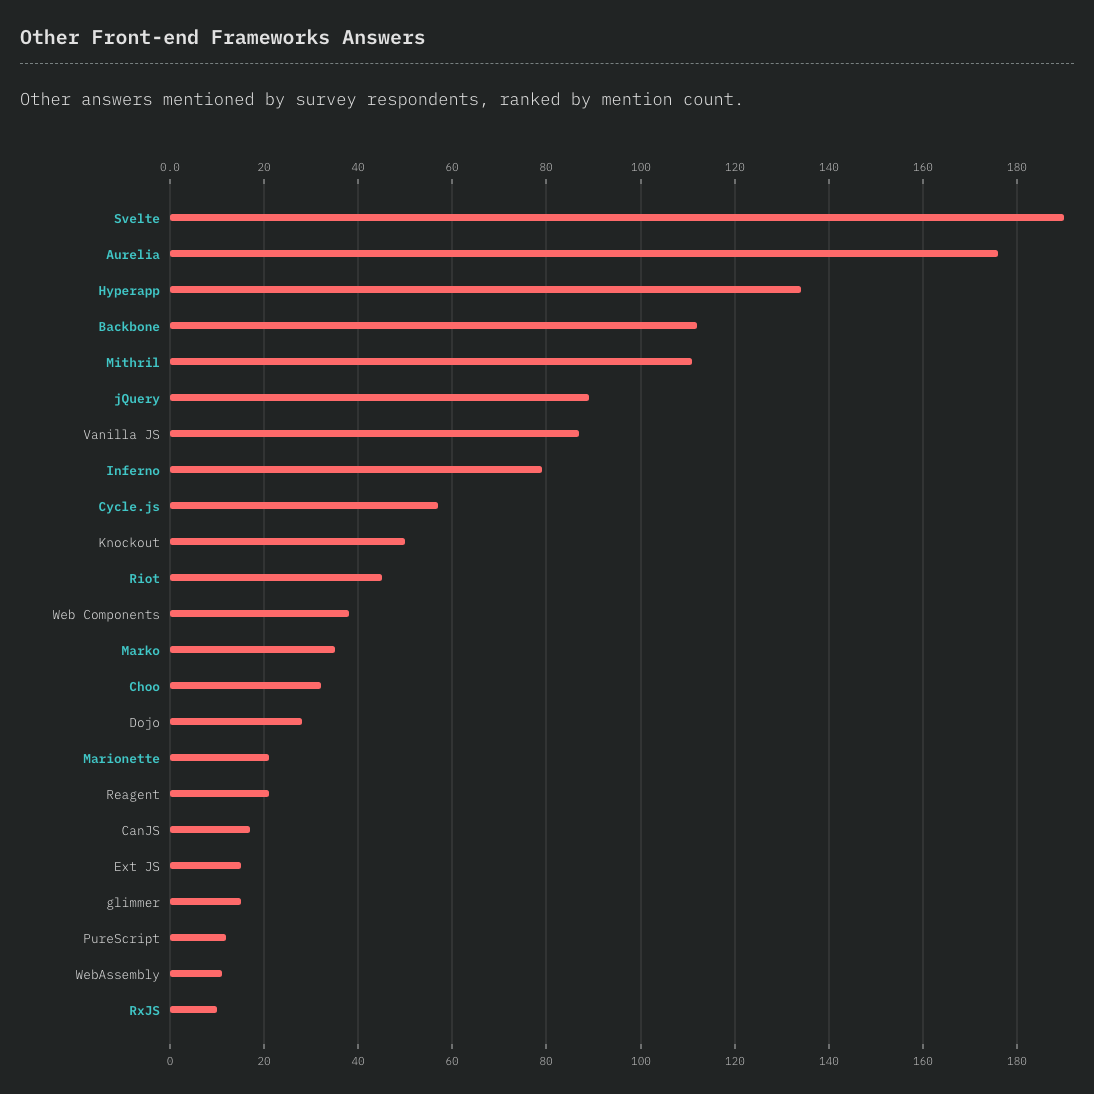 Other Front-end Frameworks Answers
Other answers mentioned by survey respondents, ranked by mention count.
0.0 20 40 60 80 100 120 140 160 180
Svelte
Aurelia
Hyperapp
Backbone
Mithril
jQuery
Vanilla JS
Inferno
Cycle.js
Knockout
Riot
Web Components
Marko
Choo
Dojo
Marionette
Reagent
CanJS
Ext JS
glimmer
PureScript
WebAssembly
RxJS
0 20 40 60 80 100 120 140 160 180